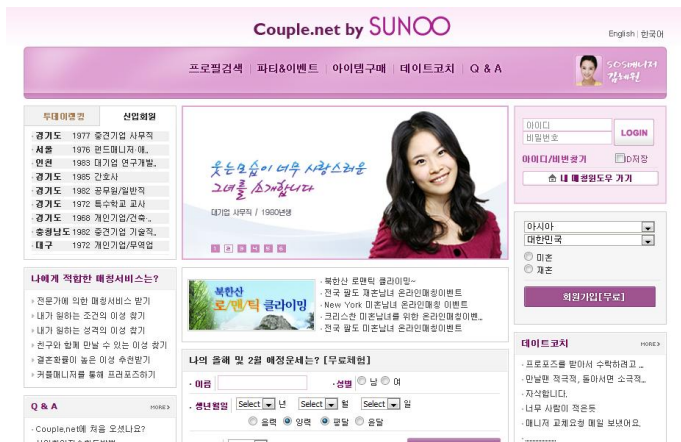 Couple.net by SUNOO
English | 한국어
프로필검색 | 파티&이벤트 | 아이템구매 | 데이트코치 | Q & A
SOS매니저
김혜원
투데이랭킹 신입회원
경기도 1977 중견기업 사무직
서울 1976 펀드매니저·애..
인천 1983 대기업 연구개발..
경기도 1985 간호사
경기도 1982 공무원/일반직
경기도 1972 특수학교 교사
경기도 1968 개인기업/건축..
충청남도 1982 중견기업 기술직..
대구 1972 개인기업/무역업
웃는모습이 너무 사랑스러운
그녀를 소개합니다
대기업 사무직 / 1980년생
1 2 3 4 5 6
아이디
비밀번호
LOGIN
아이디/비번찾기 ID저장
내 매칭윈도우 가기
아시아
대한민국
미혼
재혼
회원가입[무료]
나에게 적합한 매칭서비스는?
전문가에 의한 매칭서비스 받기
내가 원하는 조건의 이성 찾기
내가 원하는 성격의 이성 찾기
친구와 함께 만날 수 있는 이성 찾기
결혼확률이 높은 이성 추천받기
커플매니저를 통해 프러포즈하기
북한산
로/맨/틱 클라이밍
북한산 로맨틱 클라이밍~
전국 팔도 재혼남녀 온라인매칭이벤트
New York 미혼남녀 온라인매칭 이벤트
크리스찬 미혼남녀를 위한 온라인매칭이벤..
전국 팔도 미혼남녀 온라인매칭이벤트
나의 올해 및 2월 애정운세는? [무료체험]
이름 성별 남 여
생년월일 Select 년 Select 월 Select 일
음력 양력 평달 윤달
데이트코치 MORE
프로포즈를 받아서 수락하려고 ..
만날땐 적극적, 돌아서면 소극적..
자삭합니다.
너무 사람이 적은듯
매니저 교체요청 메일 보냈어요.
Q & A MORE
Couple.net에 처음 오셨나요?